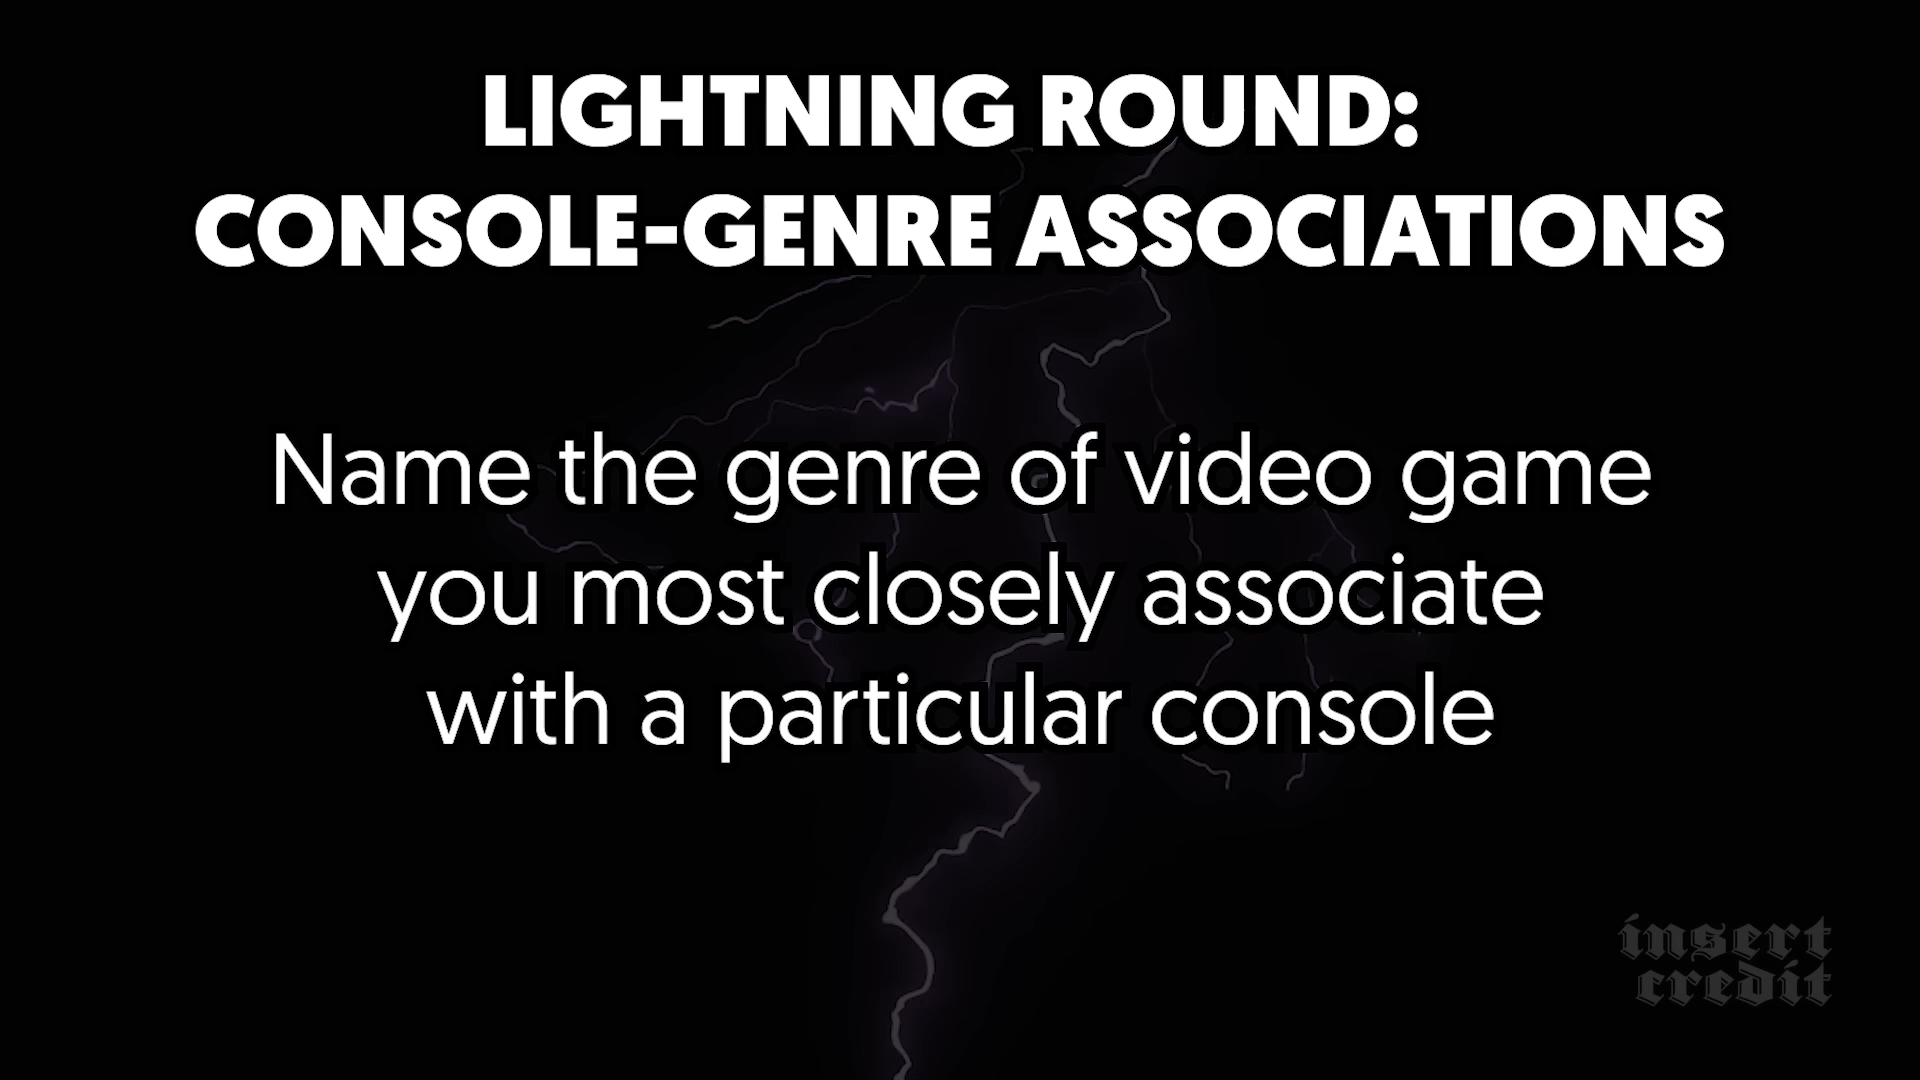 LIGHTNING ROUND:
CONSOLE-GENRE ASSOCIATIONS
Name the genre of video game
you most closely associate
with a particular console
insert
credit